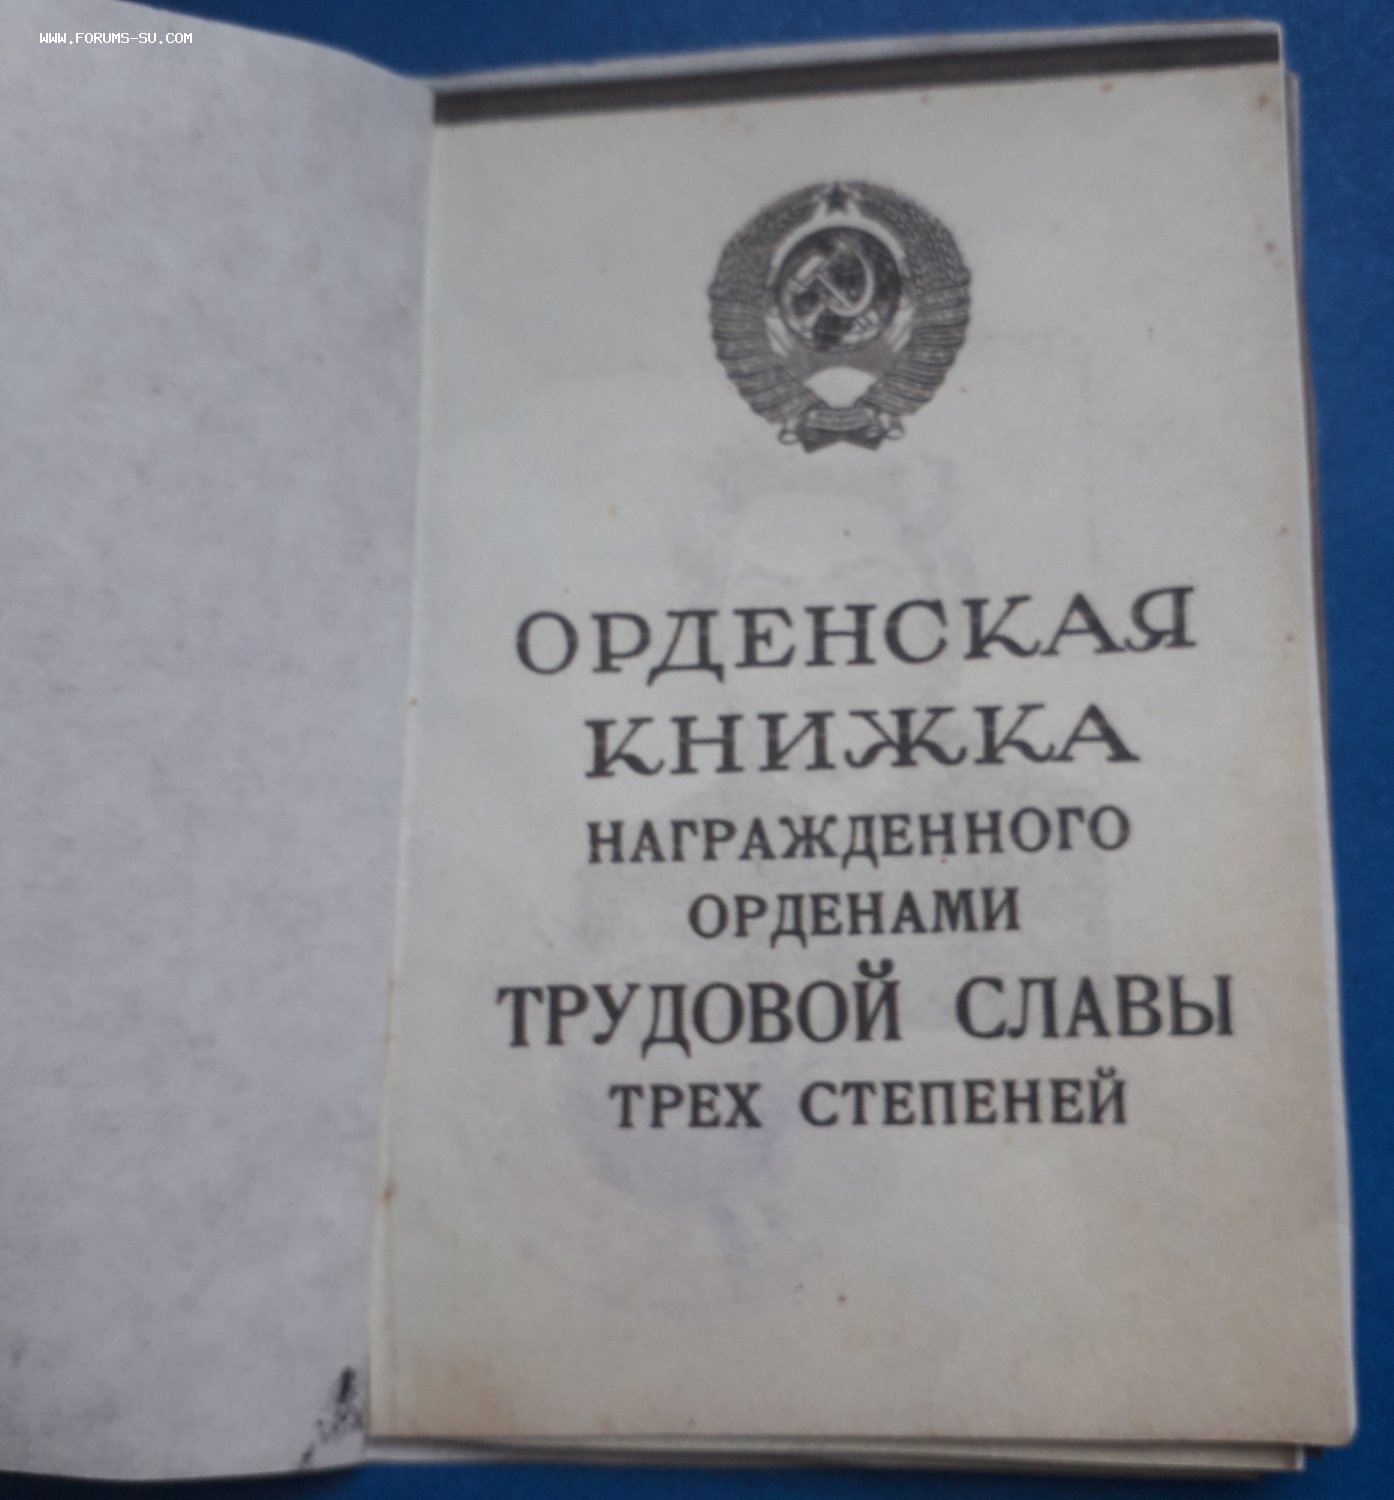 WWW.FORUMS-SU.COM
ОРДЕНСКАЯ
КНИЖКА
НАГРАЖДЕННОГО
ОРДЕНАМИ
ТРУДОВОЙ СЛАВЫ
ТРЕХ СТЕПЕНЕЙ